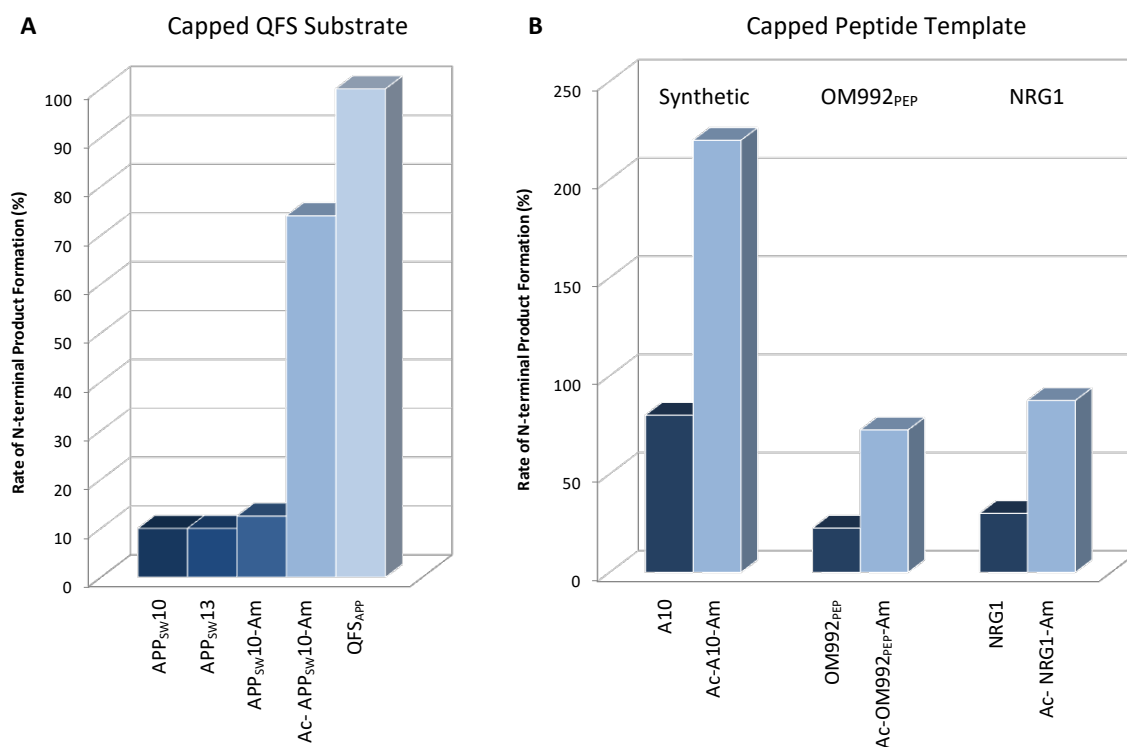 A
Capped QFS Substrate
Rate of N-terminal Product Formation (%)
100
90
80
70
60
50
40
30
20
10
0
APPSW10
APPSW13
APPSW10-Am
Ac- APPSW10-Am
QFSAPP
B
Capped Peptide Template
Rate of N-terminal Product Formation (%)
250
200
150
100
50
0
Synthetic
OM992PEP
NRG1
A10
Ac-A10-Am
OM992PEP
Ac-OM992PEP-Am
NRG1
Ac- NRG1-Am